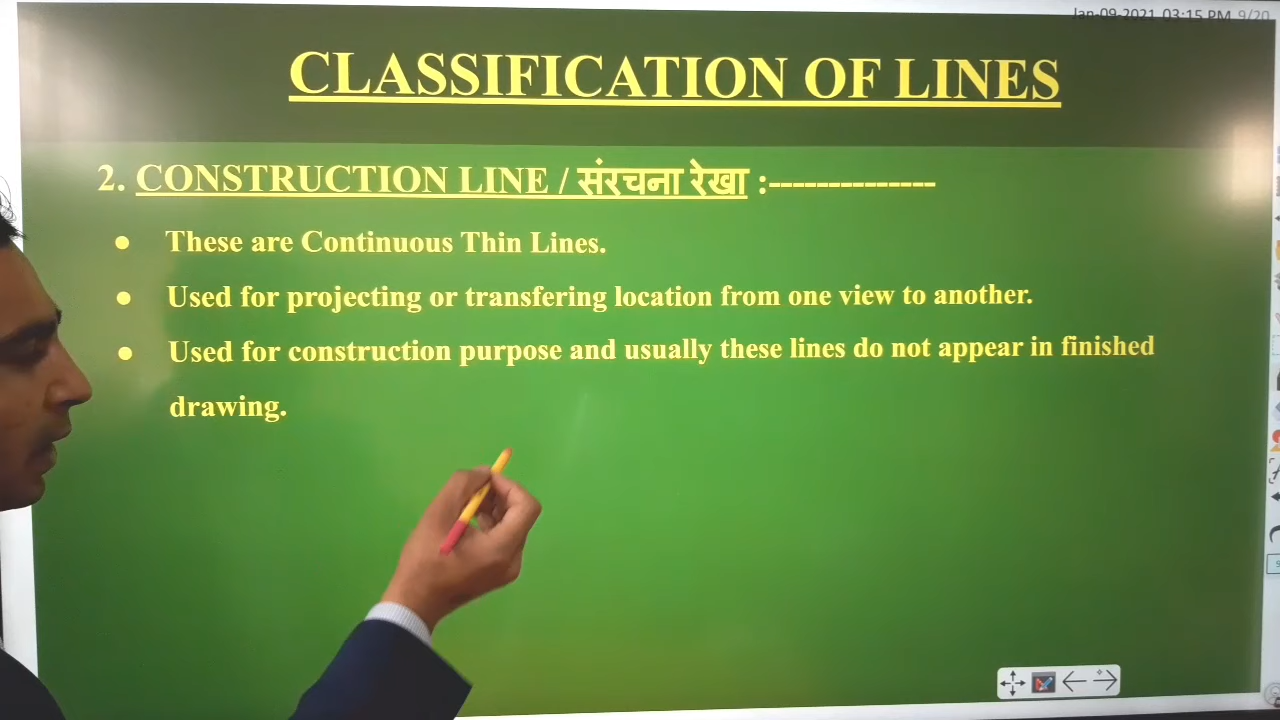 Jan-09-2021 03:15 PM 9/20
CLASSIFICATION OF LINES
2. CONSTRUCTION LINE / संरचना रेखा :--------------
● These are Continuous Thin Lines.
● Used for projecting or transfering location from one view to another.
● Used for construction purpose and usually these lines do not appear in finished
drawing.